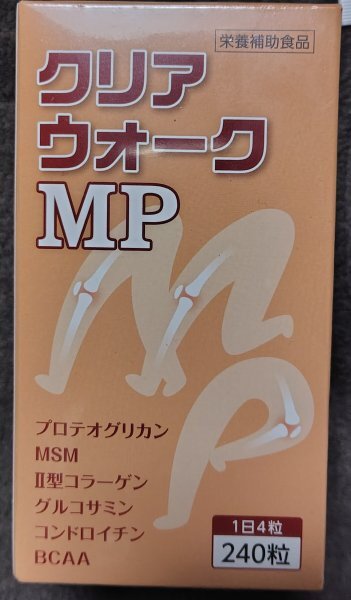 栄養補助食品
クリア
ウォーク
MP
プロテオグリカン
MSM
Ⅱ型コラーゲン
グルコサミン
コンドロイチン
BCAA
1日4粒
240粒